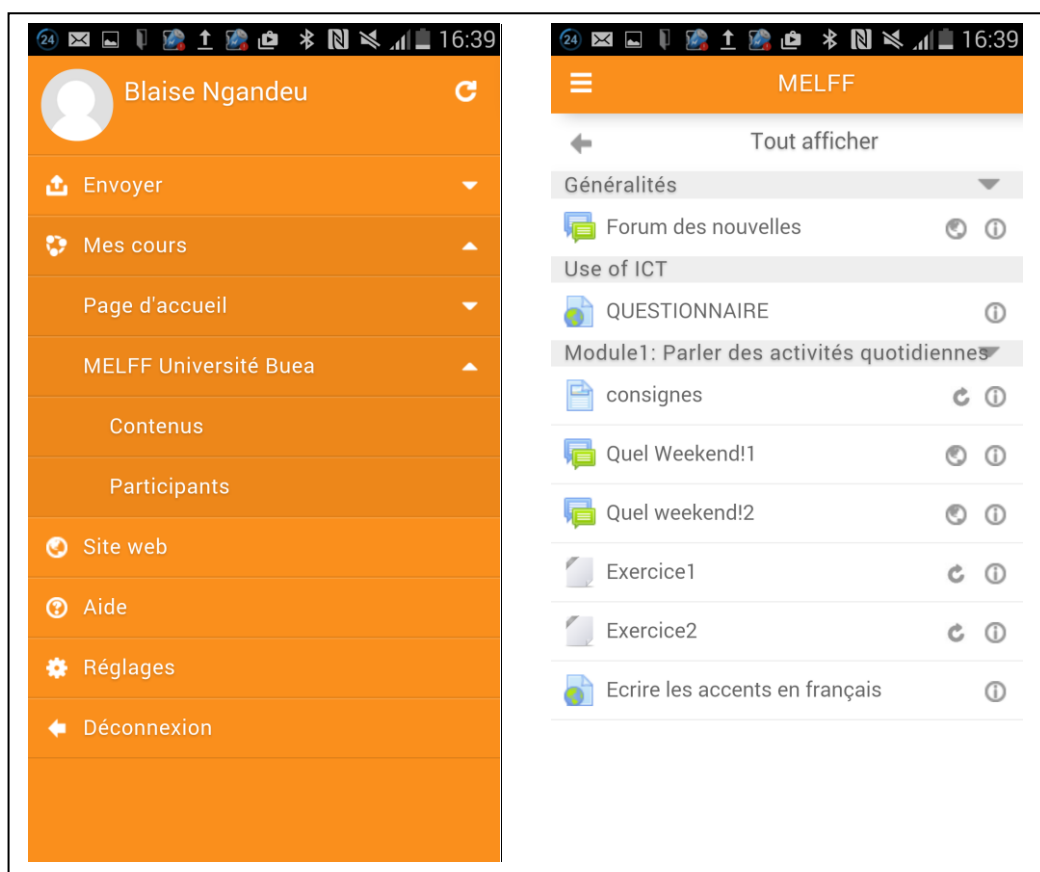 24 16:39
Blaise Ngandeu
Envoyer
Mes cours
Page d'accueil
MELFF Université Buea
Contenus
Participants
Site web
Aide
Réglages
Déconnexion
24 16:39
MELFF
Tout afficher
Généralités
Forum des nouvelles
Use of ICT
QUESTIONNAIRE
Module1: Parler des activités quotidiennes
consignes
Quel Weekend!1
Quel weekend!2
Exercice1
Exercice2
Ecrire les accents en français